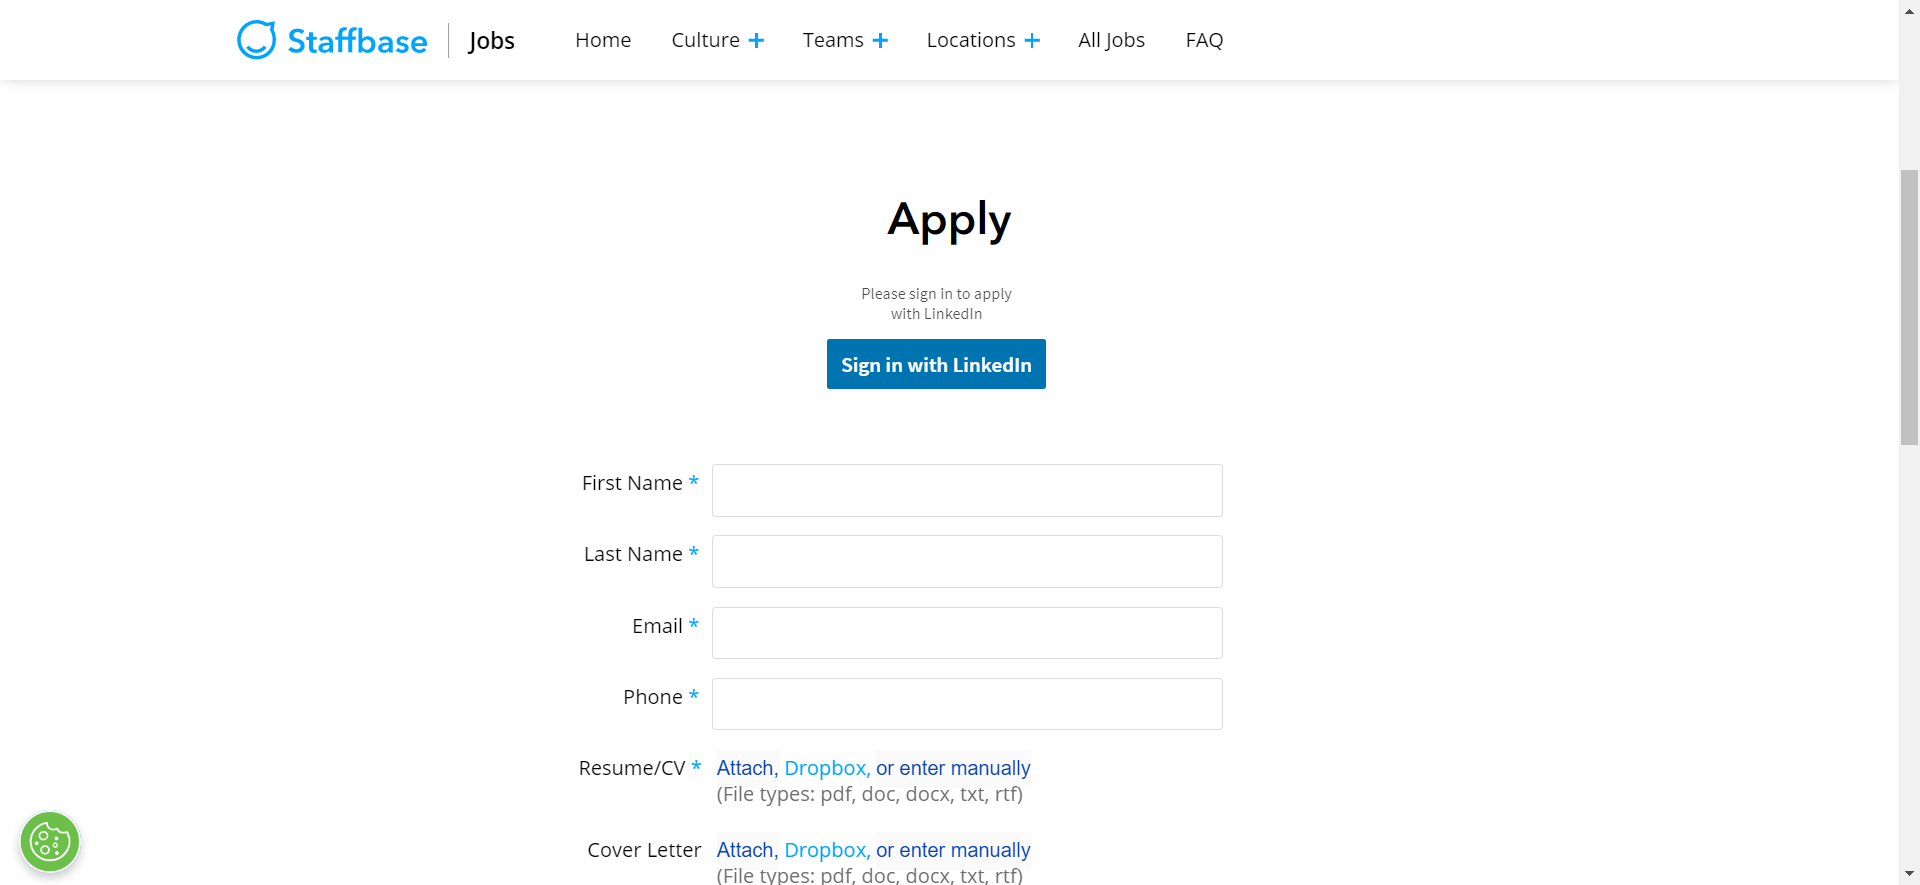 Staffbase Jobs Home Culture + Teams + Locations + All Jobs FAQ
Apply
Please sign in to apply
with LinkedIn
Sign in with LinkedIn
First Name *
Last Name *
Email *
Phone *
Resume/CV * Attach, Dropbox, or enter manually
(File types: pdf, doc, docx, txt, rtf)
Cover Letter Attach, Dropbox, or enter manually
(File types: pdf, doc, docx, txt, rtf)